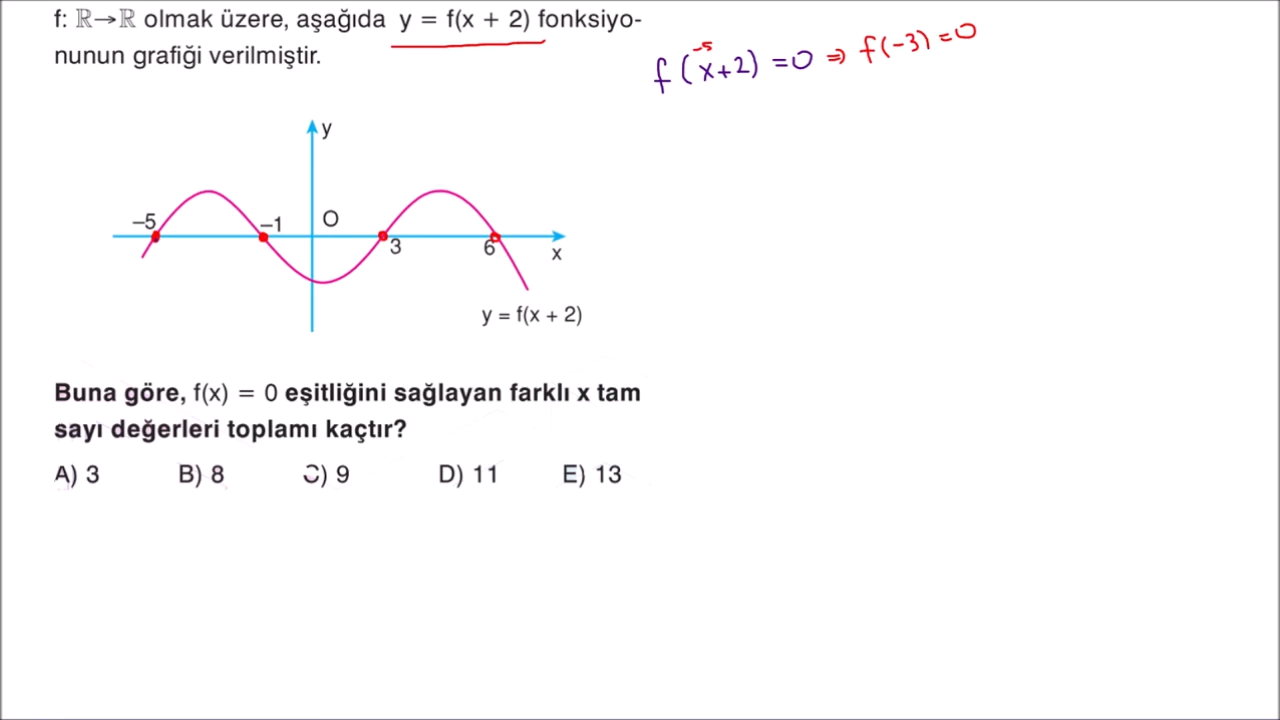 f: ℝ→ℝ olmak üzere, aşağıda y = f(x + 2) fonksiyo-
nunun grafiği verilmiştir.
-5
f(x+2) = 0 ⇒ f(-3) = 0
y
–5
–1
O
3
6
x
y = f(x + 2)
Buna göre, f(x) = 0 eşitliğini sağlayan farklı x tam
sayı değerleri toplamı kaçtır?
A) 3 B) 8 C) 9 D) 11 E) 13